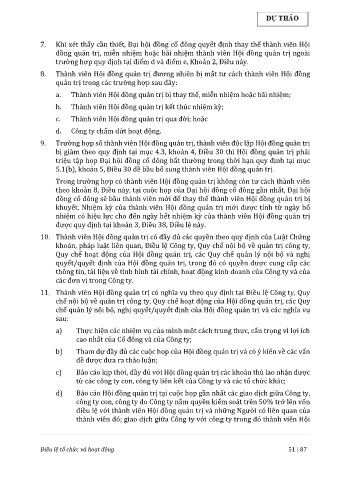 DỰ THẢO
7. Khi xét thấy cần thiết, Đại hội đồng cổ đông quyết định thay thế thành viên Hội
đồng quản trị, miễn nhiệm hoặc bãi nhiệm thành viên Hội đồng quản trị ngoài
trường hợp quy định tại điểm d và điểm e, Khoản 2, Điều này.
8. Thành viên Hội đồng quản trị đương nhiên bị mất tư cách thành viên Hội đồng
quản trị trong các trường hợp sau đây:
a. Thành viên Hội đồng quản trị bị thay thế, miễn nhiệm hoặc bãi nhiệm;
b. Thành viên Hội đồng quản trị kết thúc nhiệm kỳ;
c. Thành viên Hội đồng quản trị qua đời; hoặc
d. Công ty chấm dứt hoạt động.
9. Trường hợp số thành viên Hội đồng quản trị, thành viên độc lập Hội đồng quản trị
bị giảm theo quy định tại mục 4.3, khoản 4, Điều 30 thì Hội đồng quản trị phải
triệu tập họp Đại hội đồng cổ đông bất thường trong thời hạn quy định tại mục
5.1(b), khoản 5, Điều 30 để bầu bổ sung thành viên Hội đồng quản trị.
Trong trường hợp có thành viên Hội đồng quản trị không còn tư cách thành viên
theo khoản 8, Điều này, tại cuộc họp của Đại hội đồng cổ đông gần nhất, Đại hội
đồng cổ đông sẽ bầu thành viên mới để thay thế thành viên Hội đồng quản trị bị
khuyết. Nhiệm kỳ của thành viên Hội đồng quản trị mới được tính từ ngày bổ
nhiệm có hiệu lực cho đến ngày hết nhiệm kỳ của thành viên Hội đồng quản trị
được quy định tại khoản 3, Điều 38, Điều lệ này.
10. Thành viên Hội đồng quản trị có đầy đủ các quyền theo quy định của Luật Chứng
khoán, pháp luật liên quan, Điều lệ Công ty, Quy chế nội bộ về quản trị công ty,
Quy chế hoạt động của Hội đồng quản trị, các Quy chế quản lý nội bộ và nghị
quyết/quyết định của Hội đồng quản trị, trong đó có quyền được cung cấp các
thông tin, tài liệu về tình hình tài chính, hoạt động kinh doanh của Công ty và của
các đơn vị trong Công ty.
11. Thành viên Hội đồng quản trị có nghĩa vụ theo quy định tại Điều lệ Công ty, Quy
chế nội bộ về quản trị công ty, Quy chế hoạt động của Hội đồng quản trị, các Quy
chế quản lý nội bộ, nghị quyết/quyết định của Hội đồng quản trị và các nghĩa vụ
sau:
a) Thực hiện các nhiệm vụ của mình một cách trung thực, cẩn trọng vì lợi ích
cao nhất của Cổ đông và của Công ty;
b) Tham dự đầy đủ các cuộc họp của Hội đồng quản trị và có ý kiến về các vấn
đề được đưa ra thảo luận;
c) Báo cáo kịp thời, đầy đủ với Hội đồng quản trị các khoản thù lao nhận được
từ các công ty con, công ty liên kết của Công ty và các tổ chức khác;
d) Báo cáo Hội đồng quản trị tại cuộc họp gần nhất các giao dịch giữa Công ty,
công ty con, công ty do Công ty nắm quyền kiểm soát trên 50% trở lên vốn
điều lệ với thành viên Hội đồng quản trị và những Người có liên quan của
thành viên đó; giao dịch giữa Công ty với công ty trong đó thành viên Hội
Điều lệ tổ chức và hoạt động 51 | 87